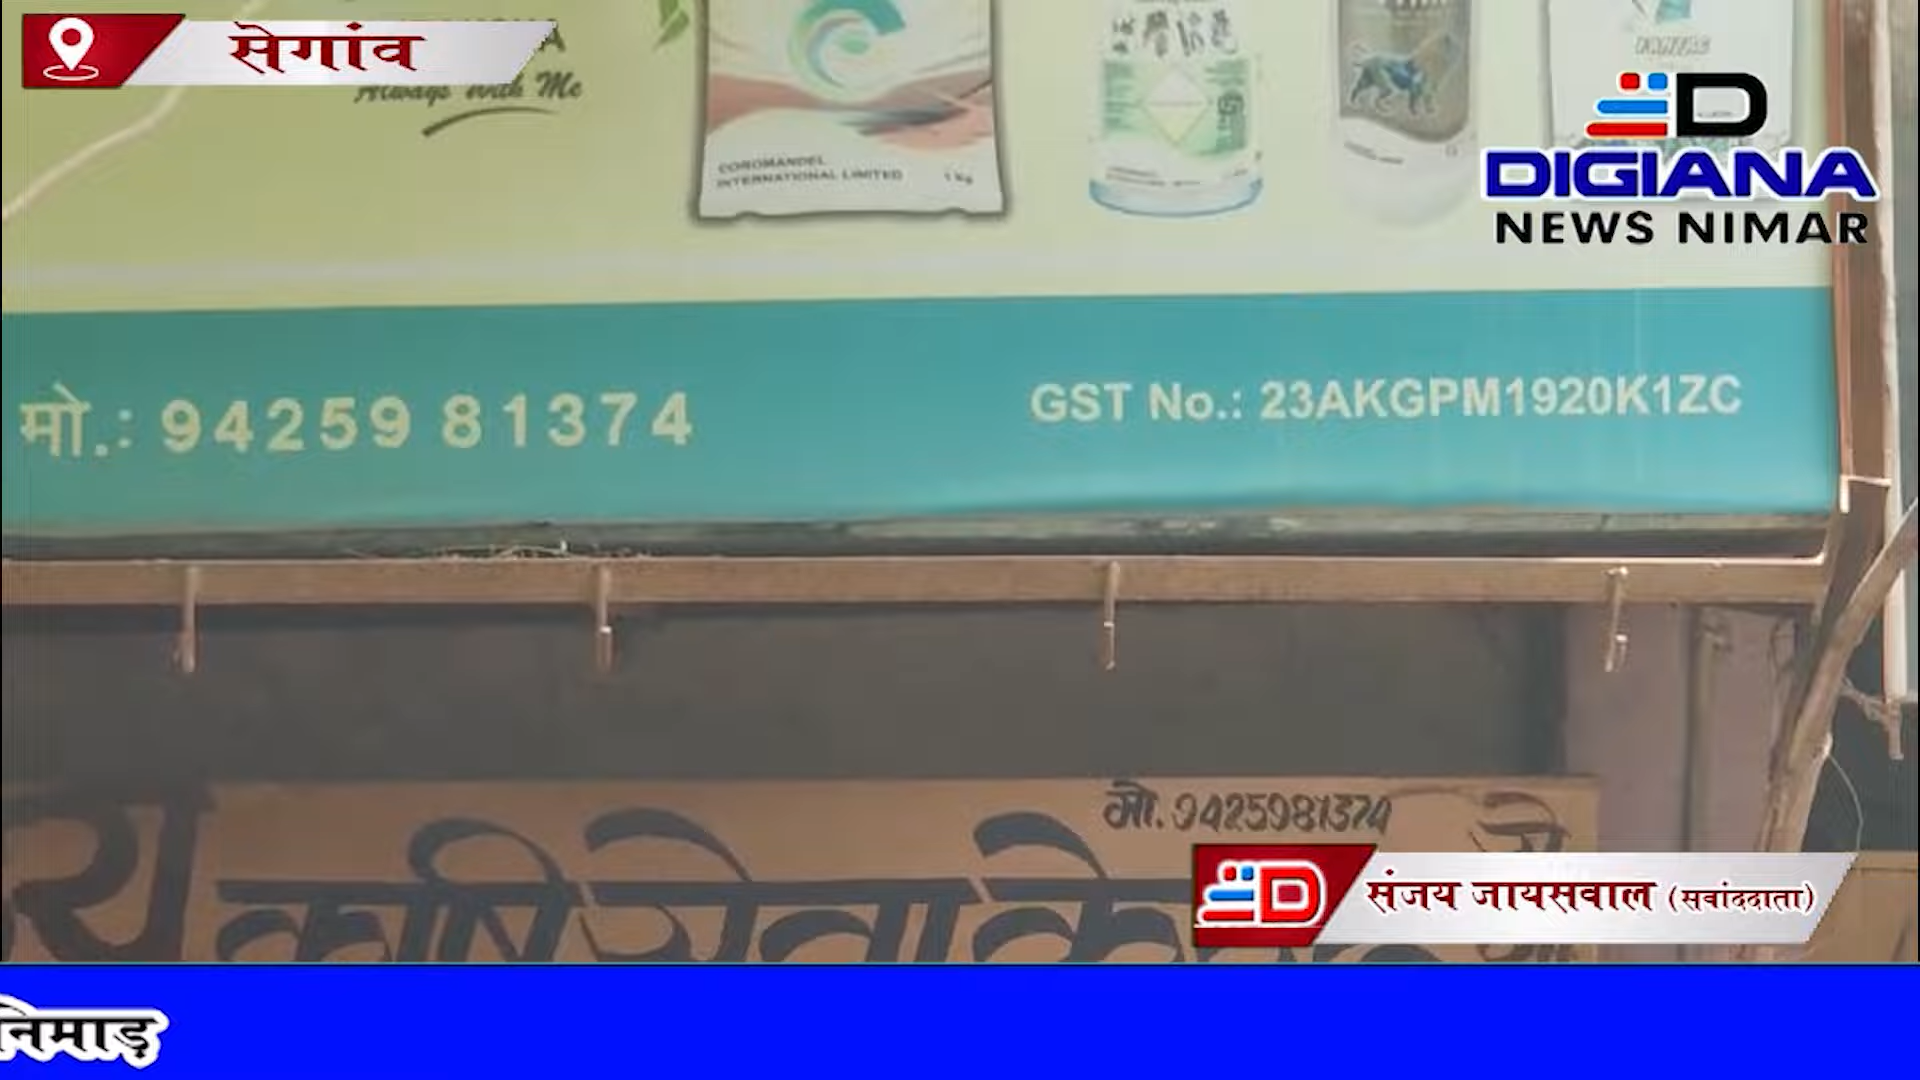 सेगांव
Always with Me
COROMANDEL
INTERNATIONAL LIMITED 1 Kg
D
DIGIANA
NEWS NIMAR
मो.: 94259 81374
GST No.: 23AKGPM1920K1ZC
मो. 9425981374
कृषि सेवा
D
संजय जायसवाल (सवांददाता)
निमाड़